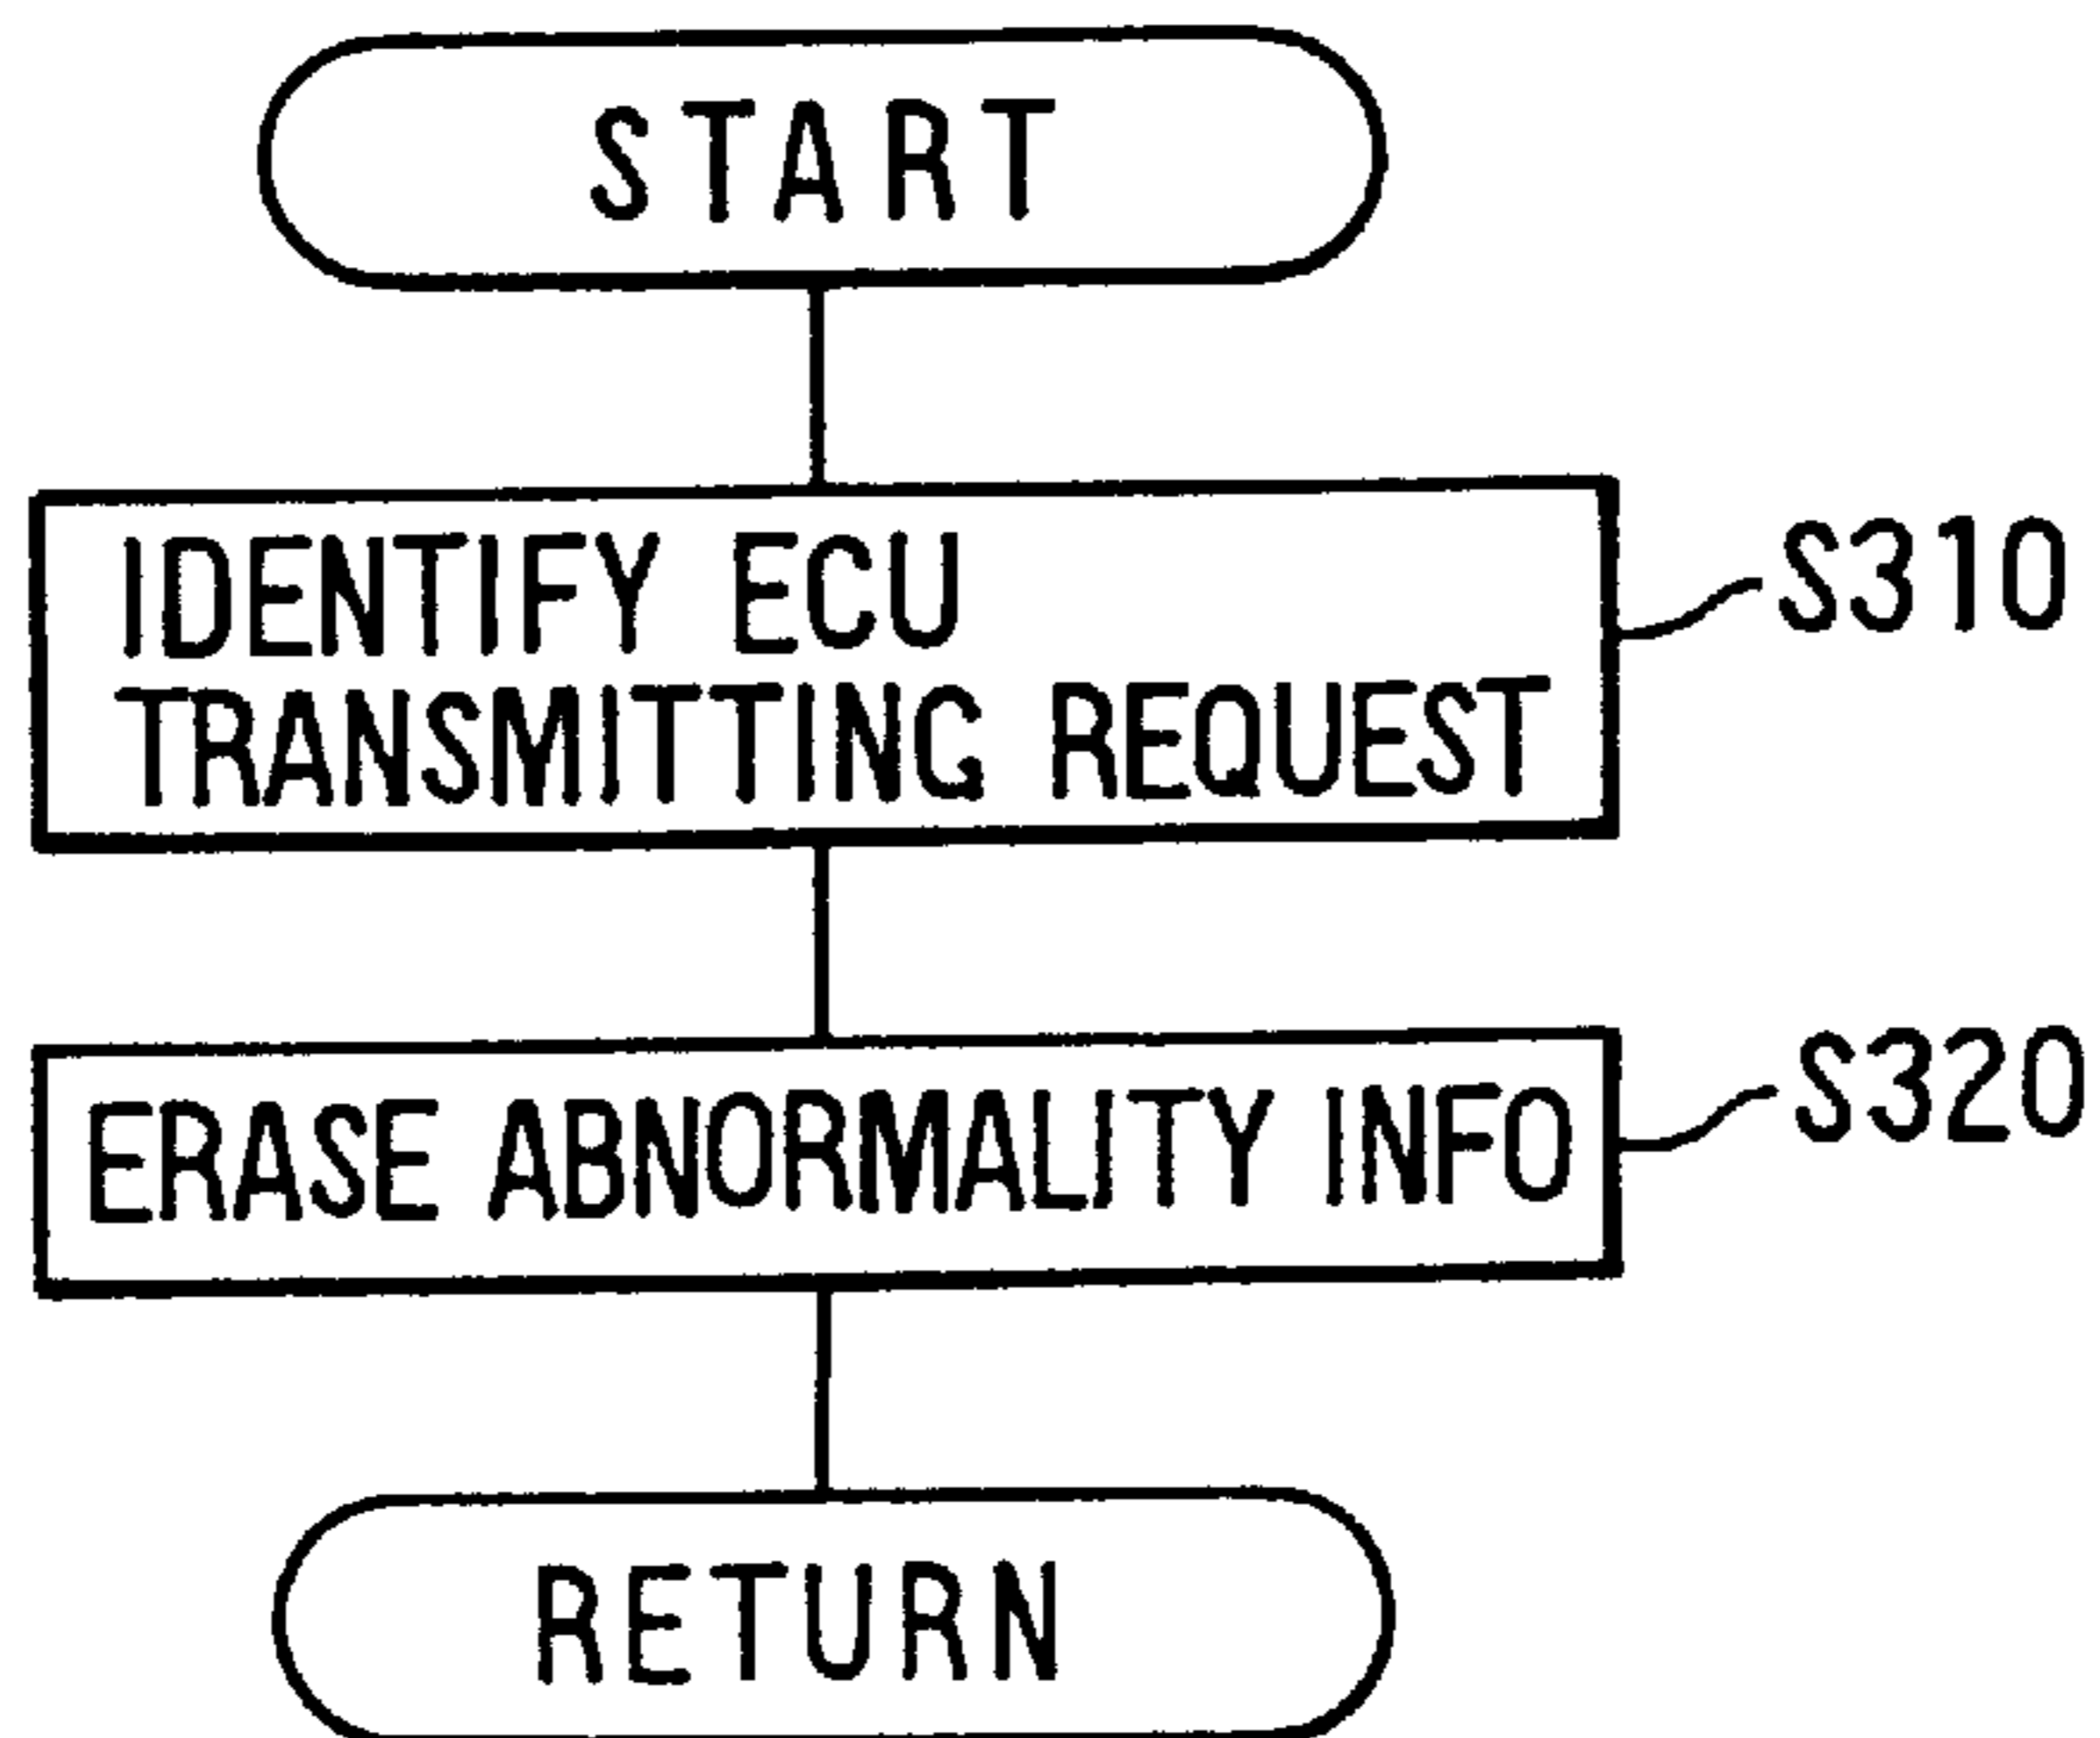 START
IDENTIFY ECU
TRANSMITTING REQUEST
S310
ERASE ABNORMALITY INFO
S320
RETURN